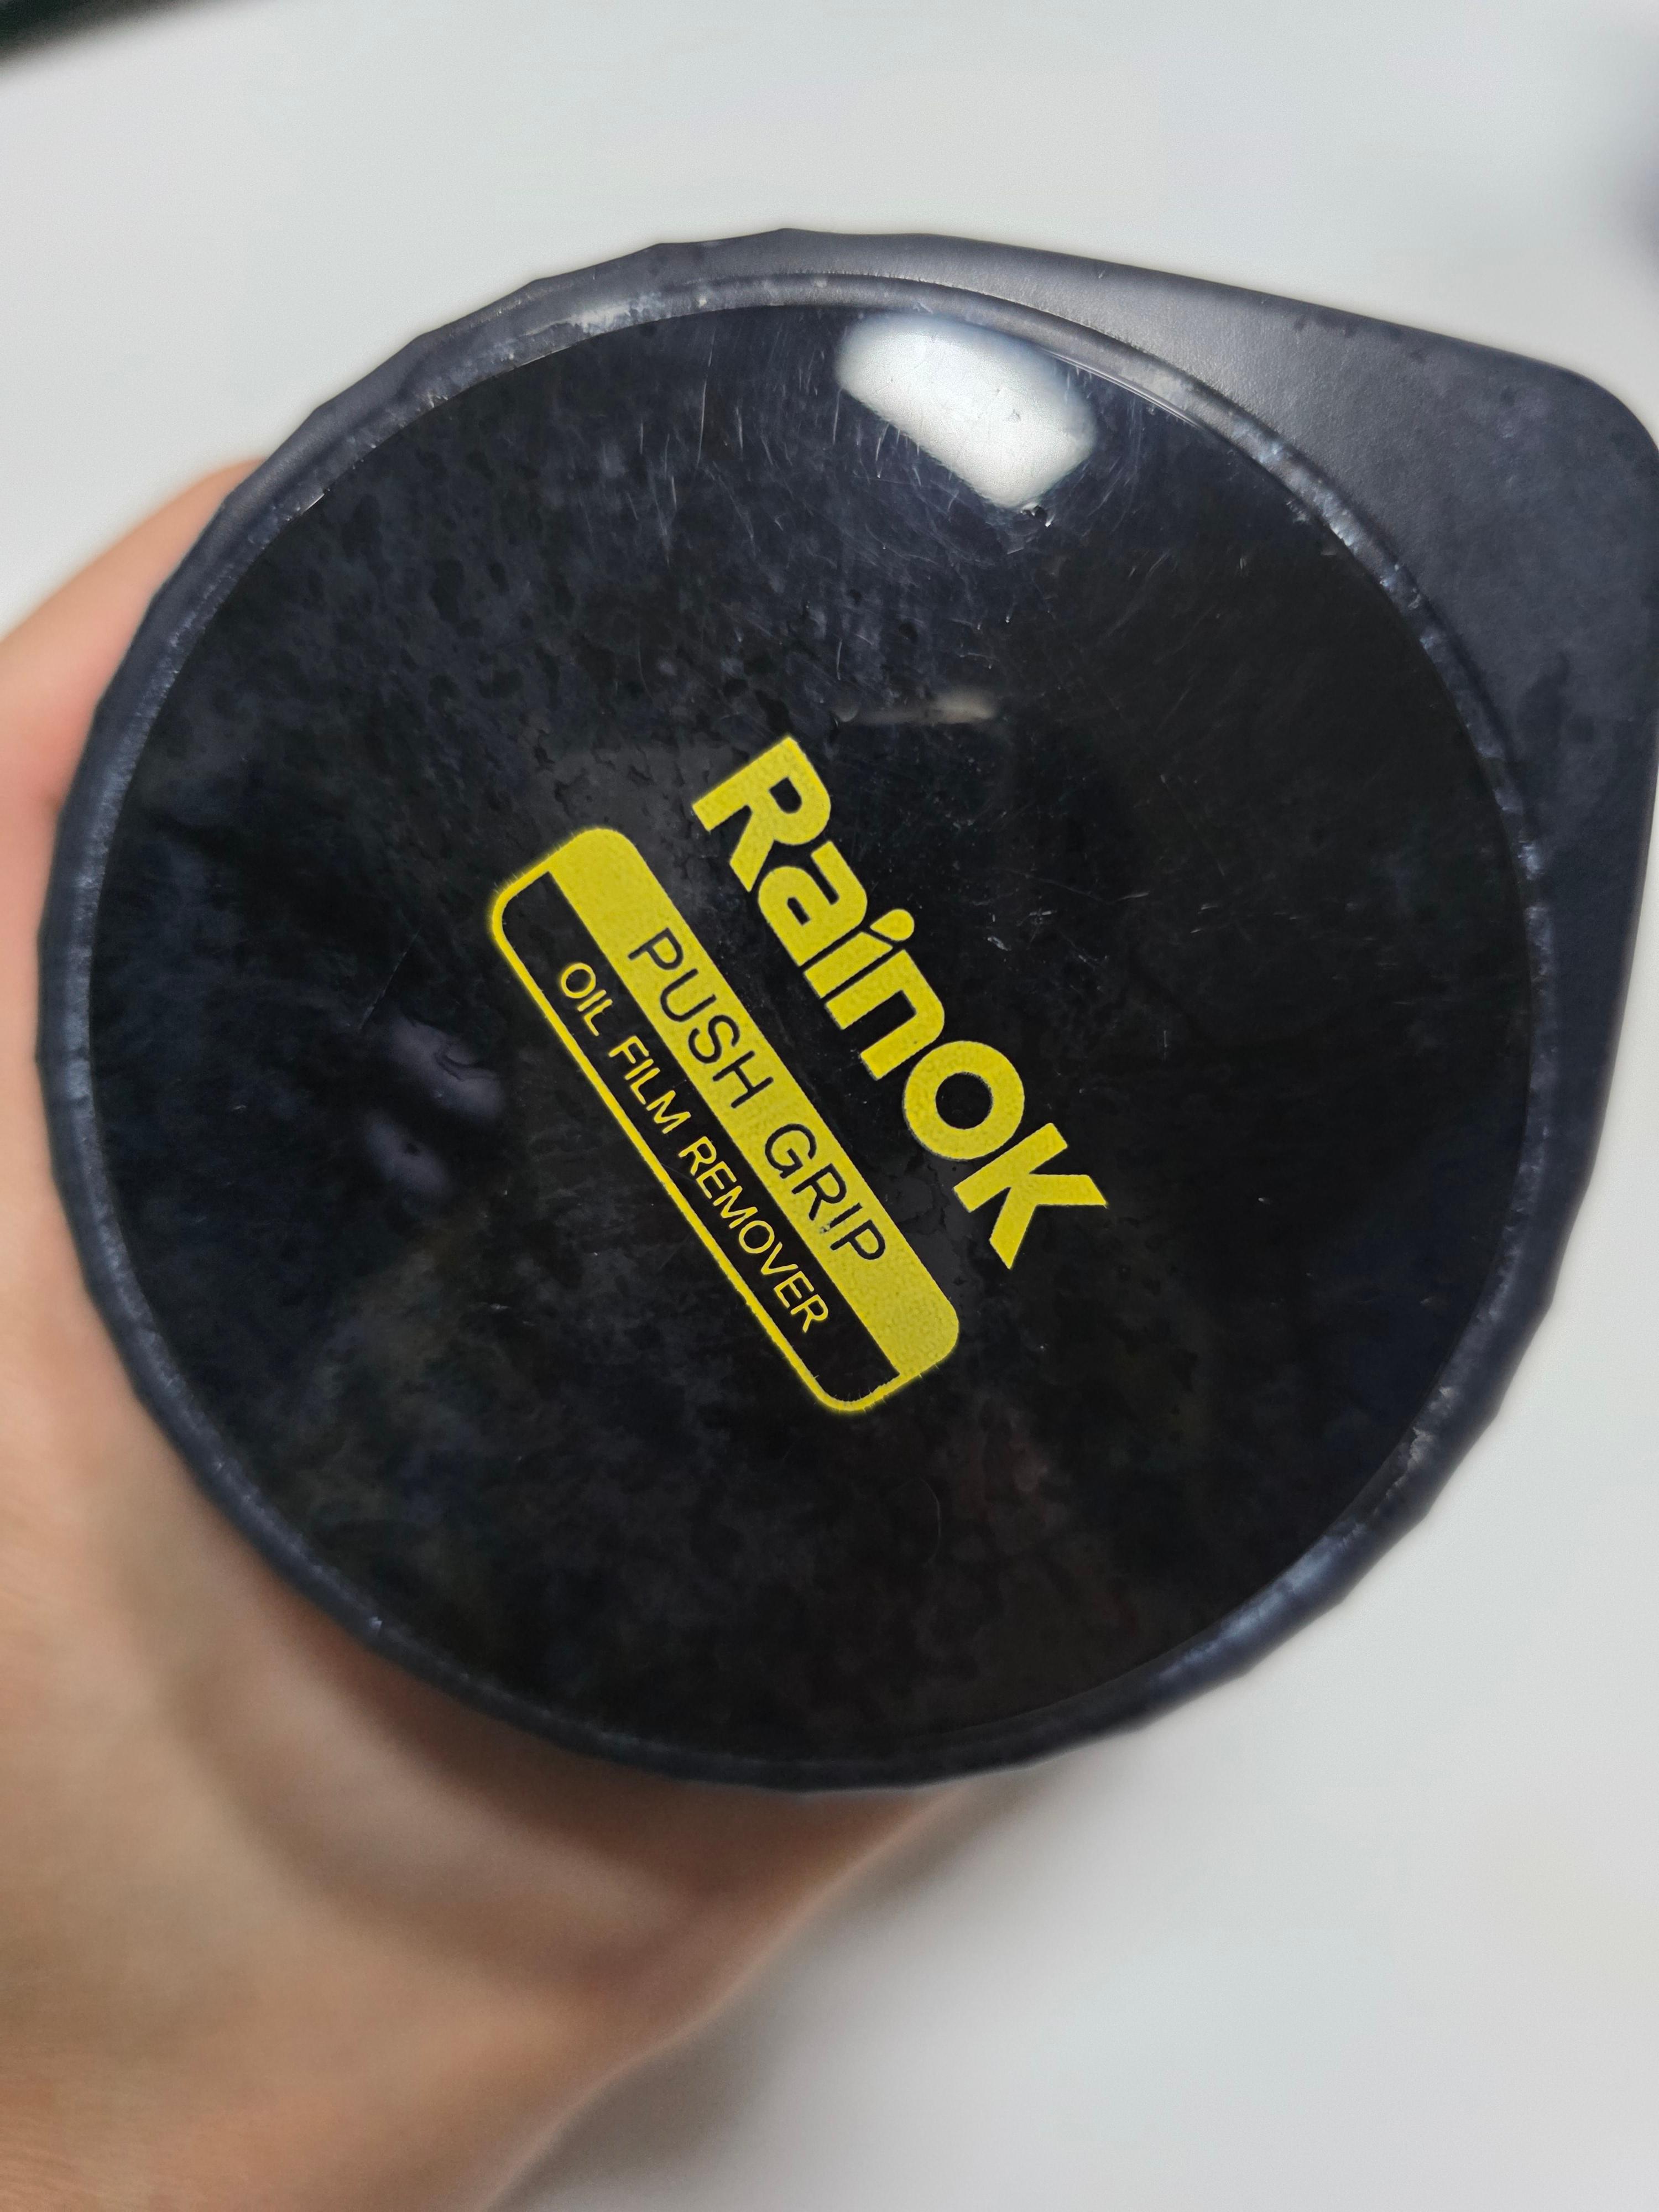 RainOK
PUSH GRIP
OIL FILM REMOVER